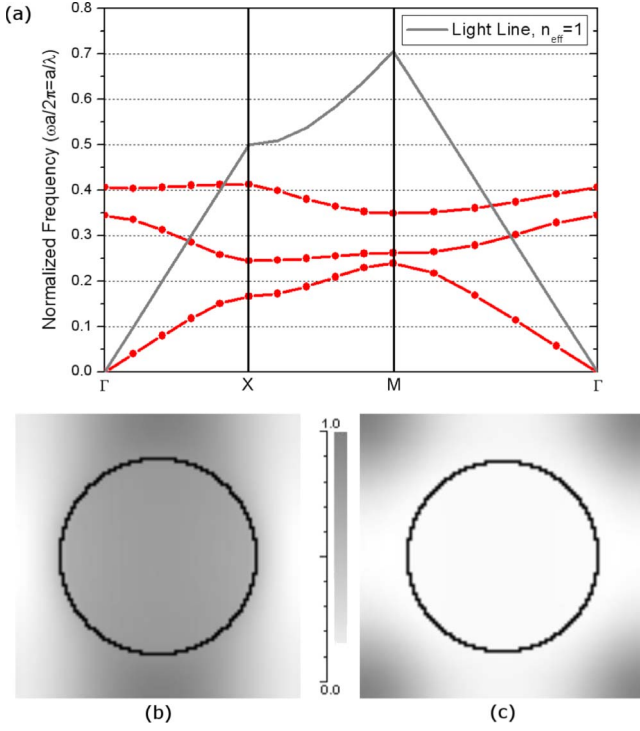 (a)
Normalized Frequency (ωa/2π=a/λ)
0.8
0.7
0.6
0.5
0.4
0.3
0.2
0.1
0.0
Light Line, n_eff=1
Γ X M Γ
1.0
0.0
(b) (c)